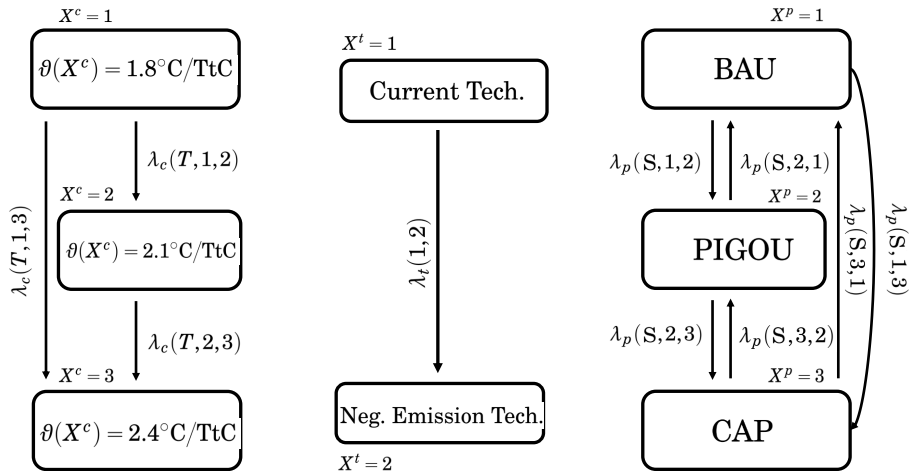 X^c = 1
ϑ(X^c) = 1.8°C/TtC
λ_c(T,1,2)
λ_c(T,1,3)
X^c = 2
ϑ(X^c) = 2.1°C/TtC
λ_c(T,2,3)
X^c = 3
ϑ(X^c) = 2.4°C/TtC
X^t = 1
Current Tech.
λ_t(1,2)
Neg. Emission Tech.
X^t = 2
X^p = 1
BAU
λ_p(S,1,2)
λ_p(S,2,1)
λ_p(S,3,1)
λ_p(S,1,3)
X^p = 2
PIGOU
λ_p(S,2,3)
λ_p(S,3,2)
X^p = 3
CAP